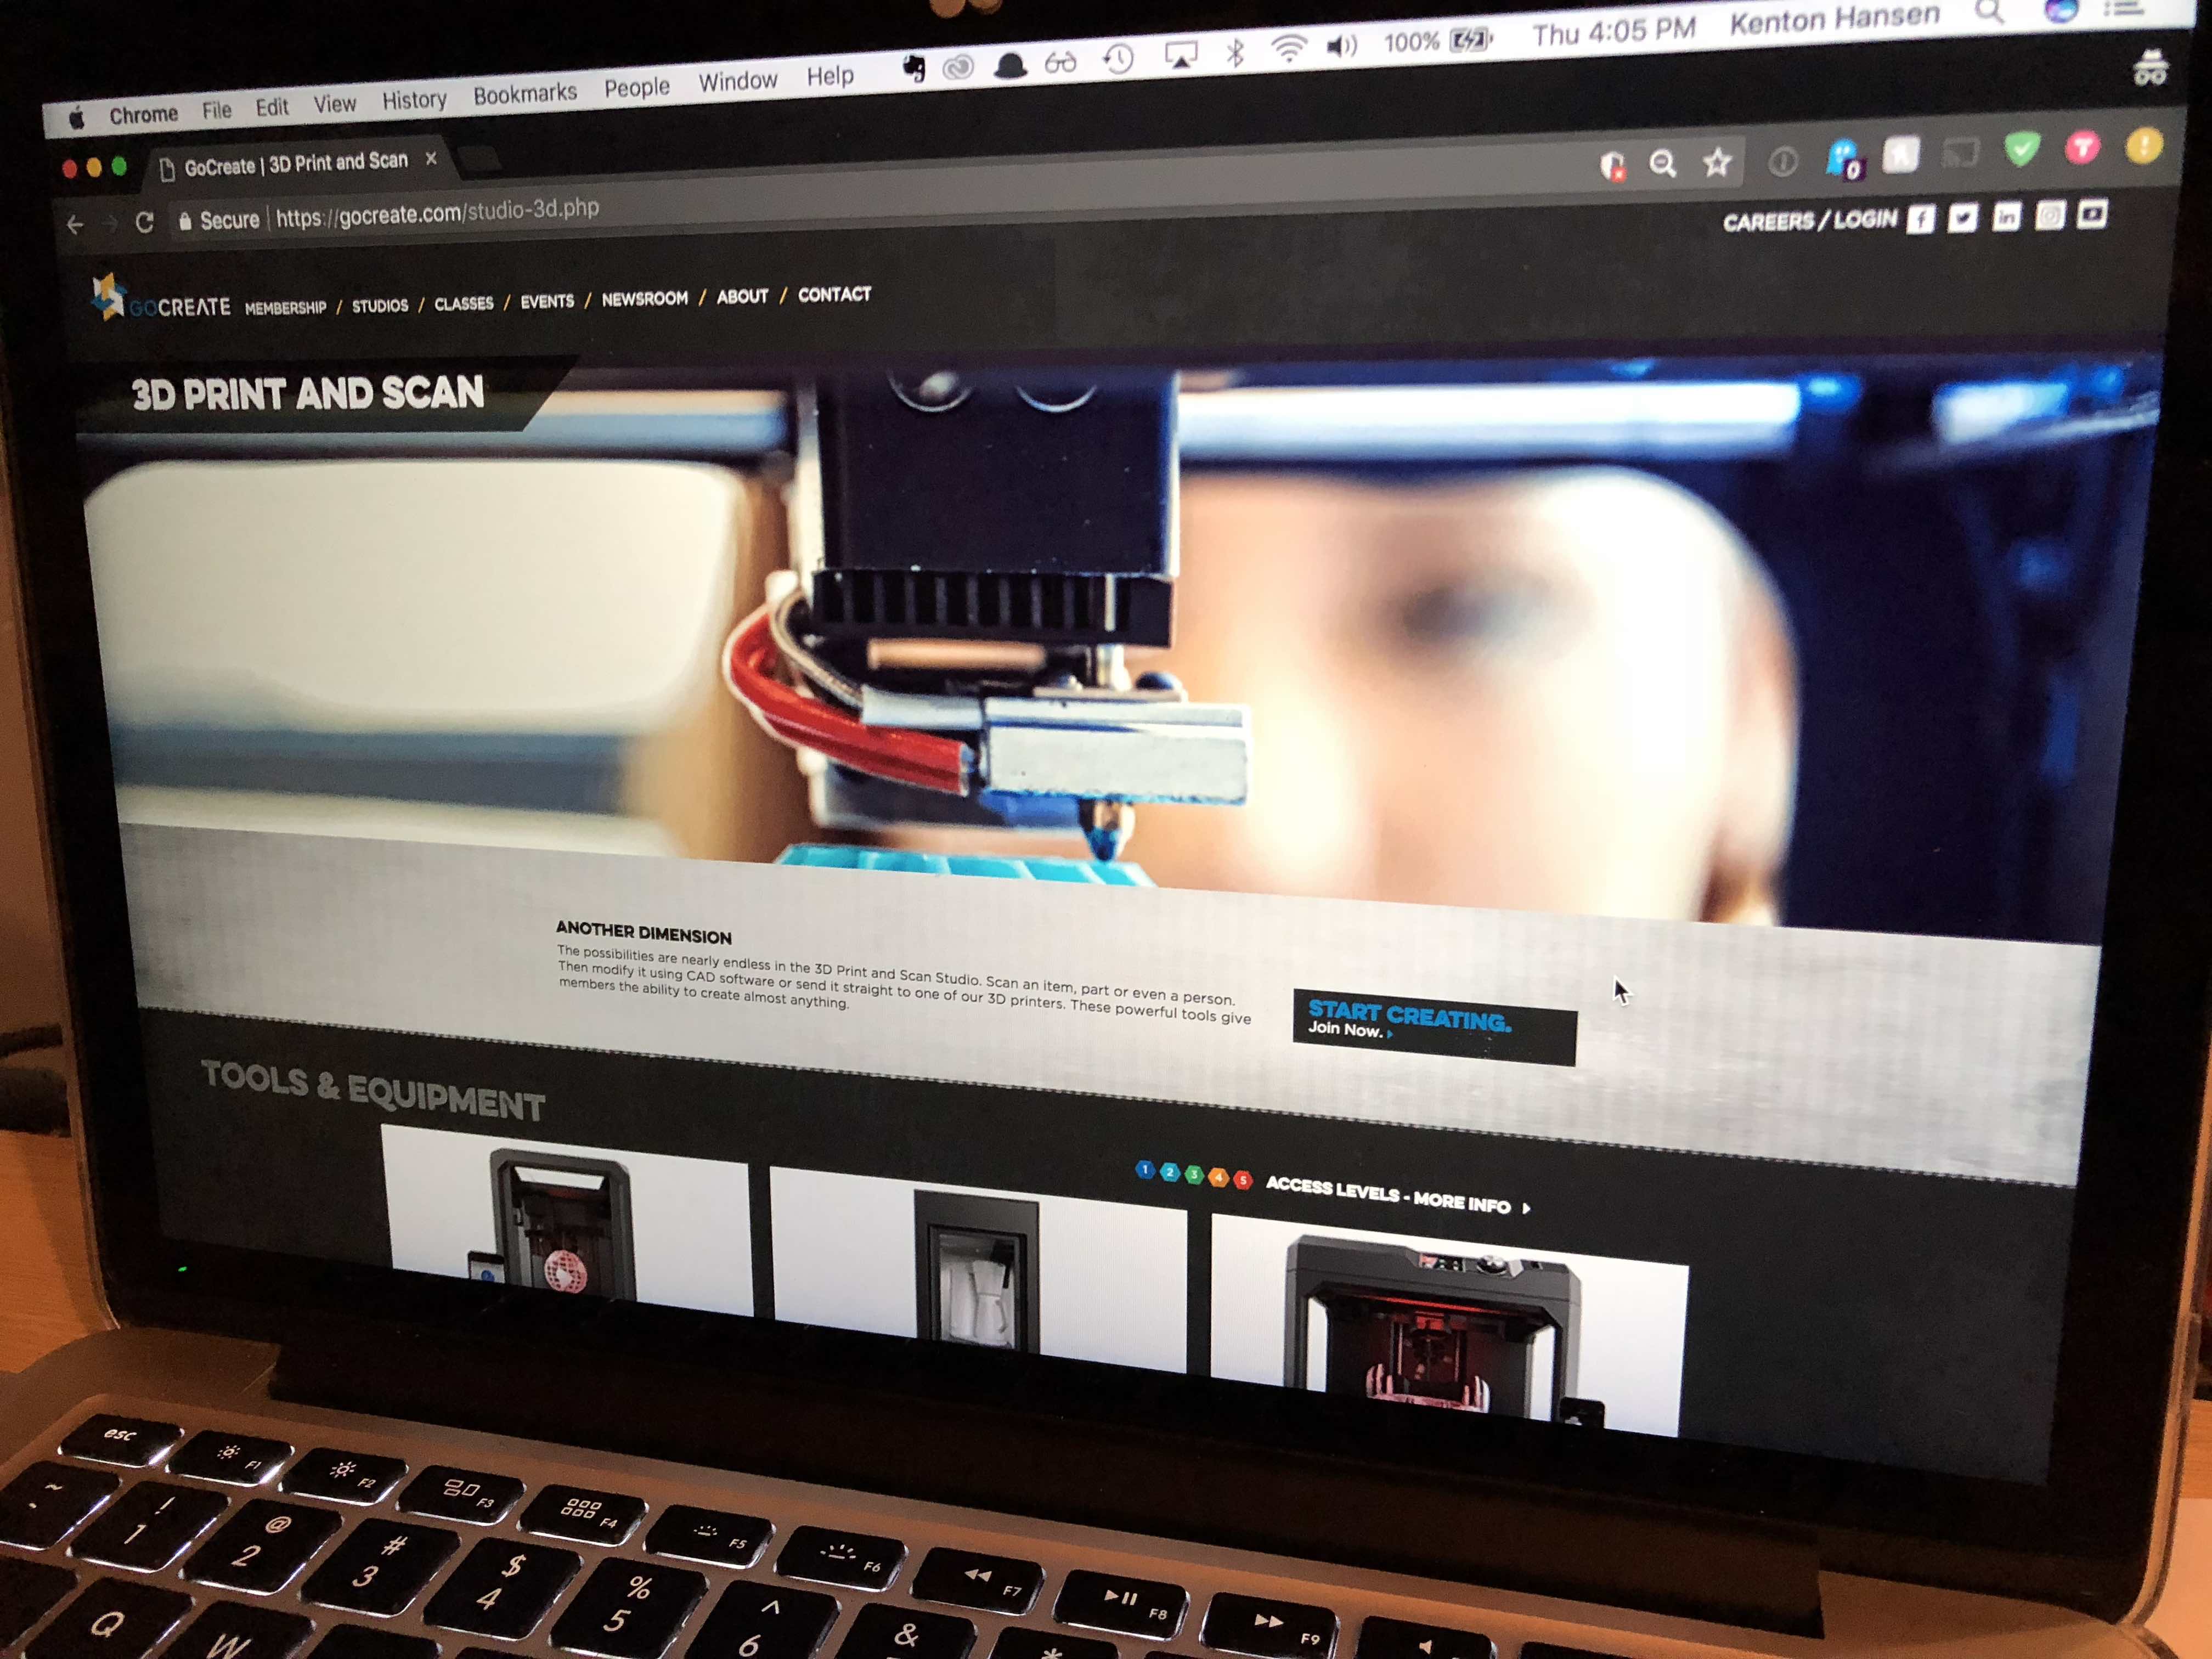 Chrome File Edit View History Bookmarks People Window Help 100% Thu 4:05 PM Kenton Hansen
GoCreate | 3D Print and Scan
Secure https://gocreate.com/studio-3d.php
0
CAREERS / LOGIN
GOCREATE MEMBERSHIP / STUDIOS / CLASSES / EVENTS / NEWSROOM / ABOUT / CONTACT
3D PRINT AND SCAN
ANOTHER DIMENSION
The possibilities are nearly endless in the 3D Print and Scan Studio. Scan an item, part or even a person.
Then modify it using CAD software or send it straight to one of our 3D printers. These powerful tools give
members the ability to create almost anything.
START CREATING.
Join Now.
TOOLS & EQUIPMENT
1 2 3 4 5 ACCESS LEVELS - MORE INFO
esc F1 F2 F3 F4 F5 F6 F7 F8 F9
~ ! @ # $ % ^ & *
1 2 3 4 5 6
Q W